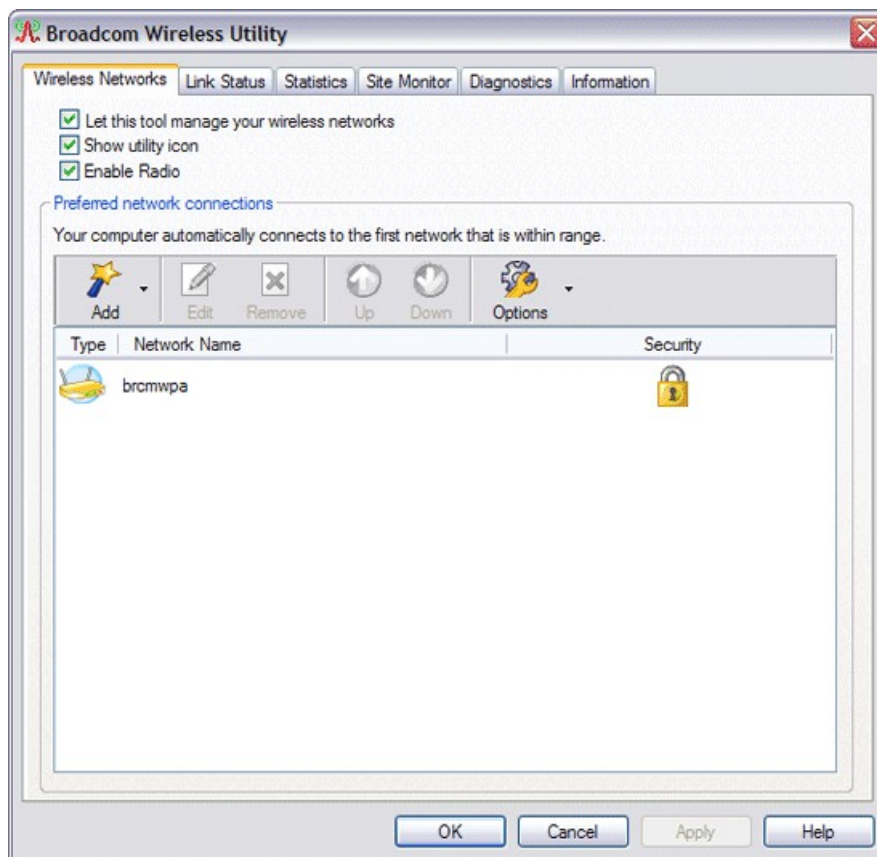 Broadcom Wireless Utility
Wireless Networks Link Status Statistics Site Monitor Diagnostics Information
Let this tool manage your wireless networks
Show utility icon
Enable Radio
Preferred network connections
Your computer automatically connects to the first network that is within range.
Add Edit Remove Up Down Options
Type Network Name Security
brcmwpa
OK Cancel Apply Help